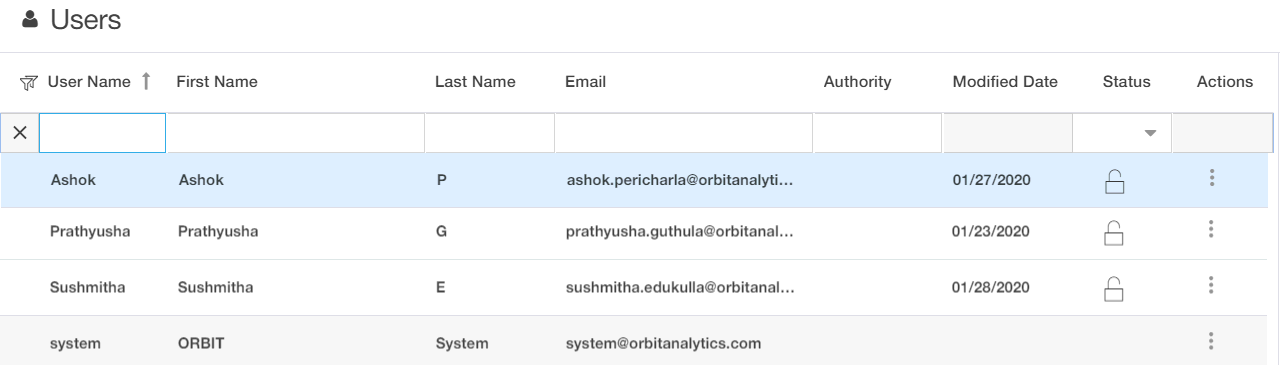 Users
User Name First Name Last Name Email Authority Modified Date Status Actions
Ashok Ashok P ashok.pericharla@orbitanalyti... 01/27/2020
Prathyusha Prathyusha G prathyusha.guthula@orbitanal... 01/23/2020
Sushmitha Sushmitha E sushmitha.edukulla@orbitanal... 01/28/2020
system ORBIT System system@orbitanalytics.com